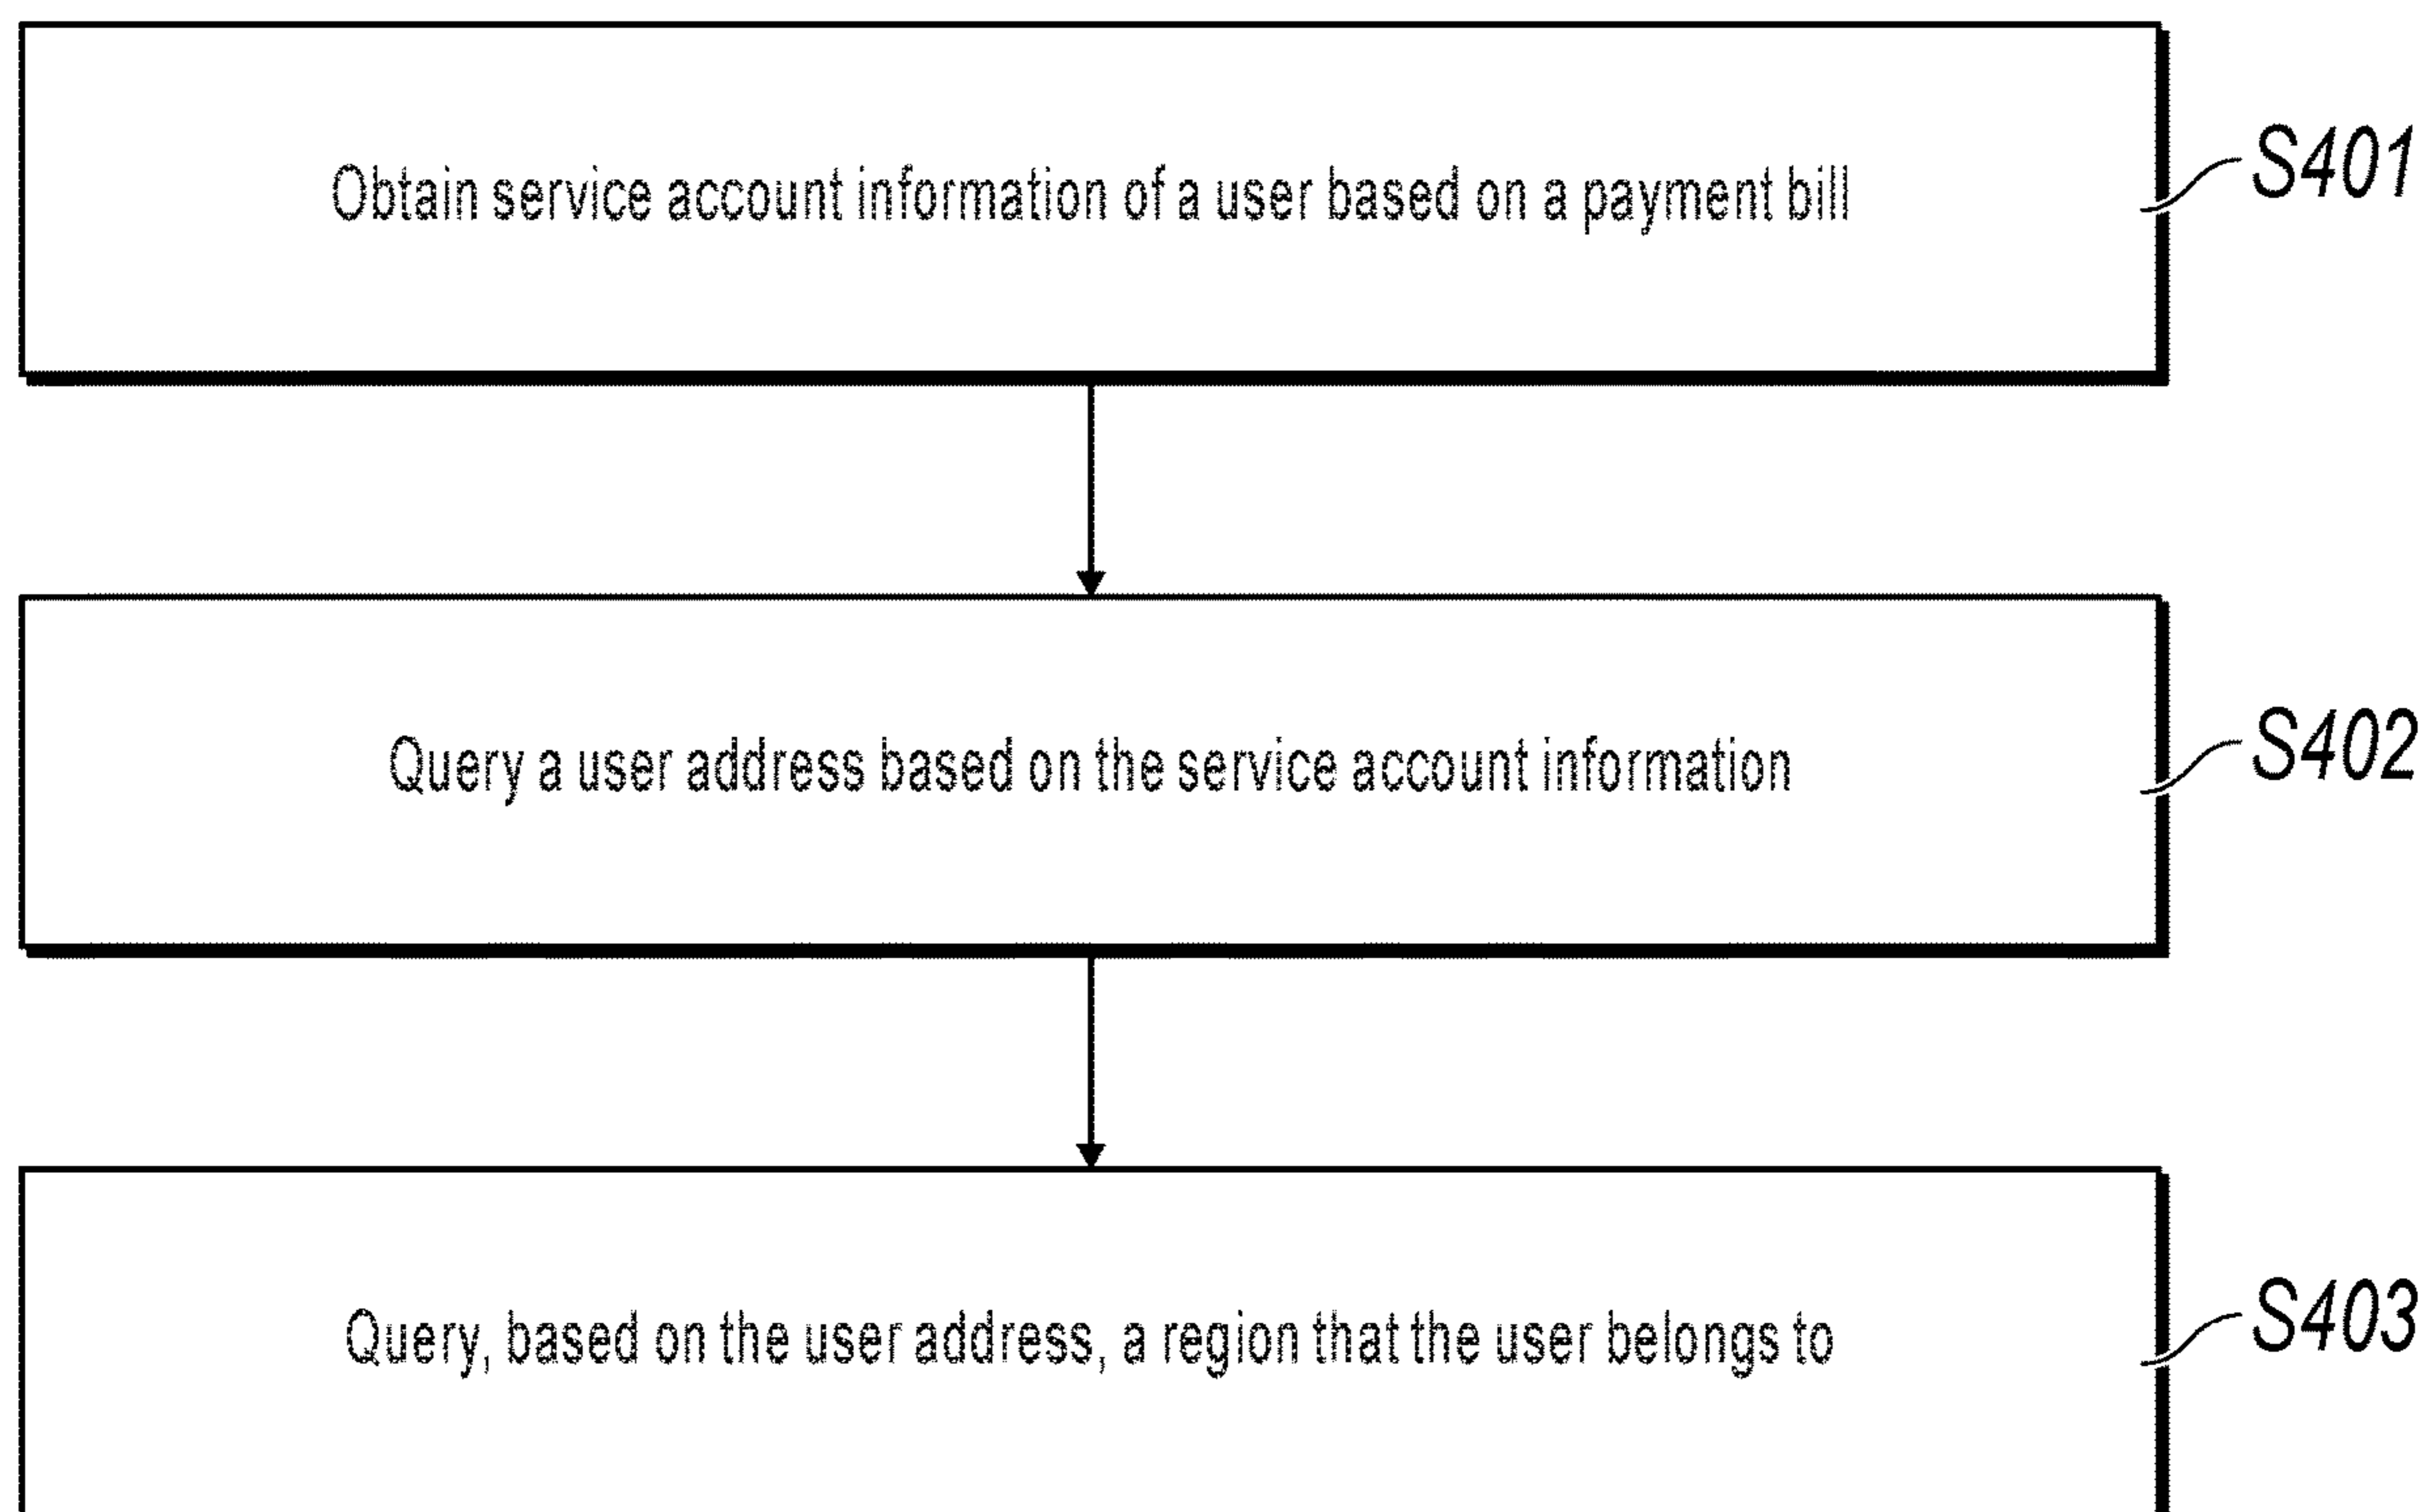 Obtain service account information of a user based on a payment bill
S401
Query a user address based on the service account information
S402
Query, based on the user address, a region that the user belongs to
S403